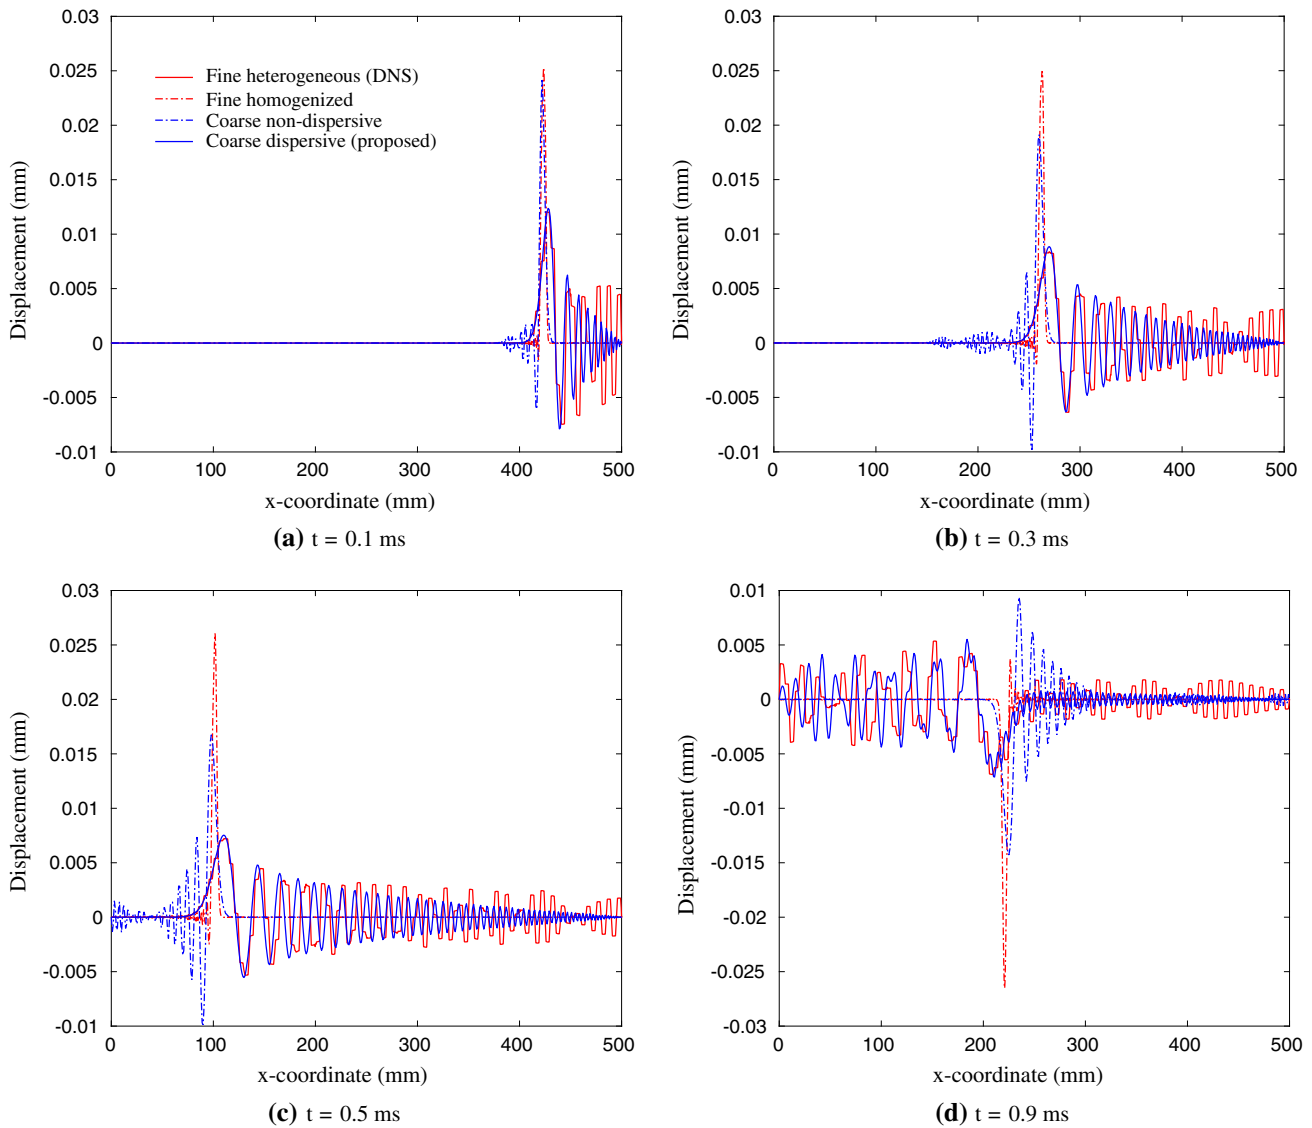 0.03
0.025
0.02
0.015
0.01
0.005
0
-0.005
-0.01
Displacement (mm)
Fine heterogeneous (DNS)
Fine homogenized
Coarse non-dispersive
Coarse dispersive (proposed)
0 100 200 300 400 500
x-coordinate (mm)
(a) t = 0.1 ms
0.03
0.025
0.02
0.015
0.01
0.005
0
-0.005
-0.01
Displacement (mm)
0 100 200 300 400 500
x-coordinate (mm)
(b) t = 0.3 ms
0.03
0.025
0.02
0.015
0.01
0.005
0
-0.005
-0.01
Displacement (mm)
0 100 200 300 400 500
x-coordinate (mm)
(c) t = 0.5 ms
0.01
0.005
0
-0.005
-0.01
-0.015
-0.02
-0.025
-0.03
Displacement (mm)
0 100 200 300 400 500
x-coordinate (mm)
(d) t = 0.9 ms